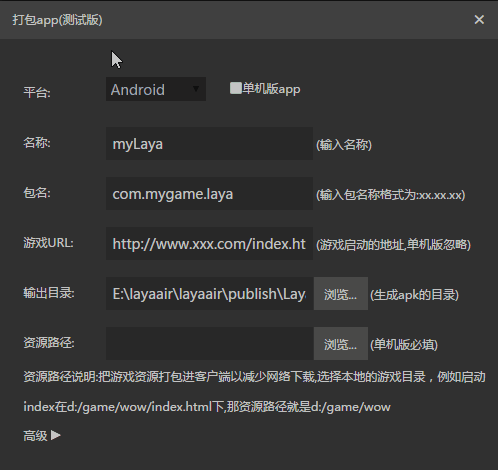 打包app(测试版)
平台: Android 单机版app
名称: myLaya (输入名称)
包名: com.mygame.laya (输入包名称格式为:xx.xx.xx)
游戏URL: http://www.xxx.com/index.ht (游戏启动的地址,单机版忽略)
输出目录: E:\layaair\layaair\publish\Lay 浏览... (生成apk的目录)
资源路径: 浏览... (单机版必填)
资源路径说明:把游戏资源打包进客户端以减少网络下载,选择本地的游戏目录，例如启动
index在d:/game/wow/index.html下,那资源路径就是d:/game/wow
高级 ▶